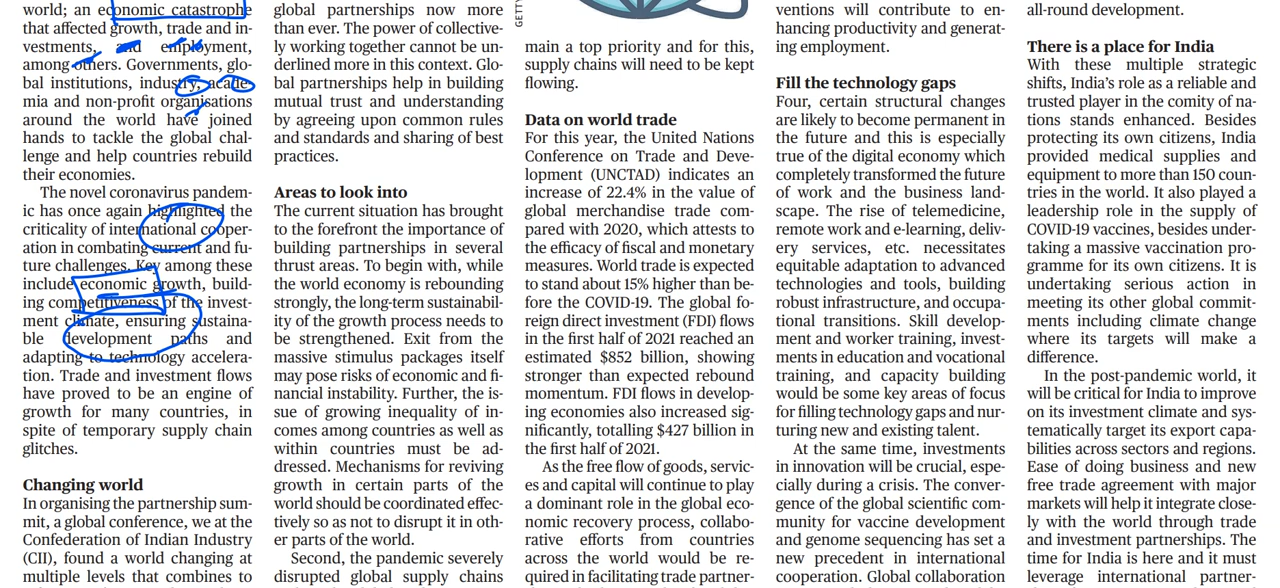 world; an economic catastrophe
that affected growth, trade and in-
vestments, and employment,
among others. Governments, glo-
bal institutions, industry, acade-
mia and non-profit organisations
around the world have joined
hands to tackle the global chal-
lenge and help countries rebuild
their economies.
The novel coronavirus pandem-
ic has once again highlighted the
criticality of international cooper-
ation in combating current and fu-
ture challenges. Key among these
include economic growth, build-
ing competitiveness of the invest-
ment climate, ensuring sustaina-
ble development paths and
adapting to technology accelera-
tion. Trade and investment flows
have proved to be an engine of
growth for many countries, in
spite of temporary supply chain
glitches.
Changing world
In organising the partnership sum-
mit, a global conference, we at the
Confederation of Indian Industry
(CII), found a world changing at
multiple levels that combines to
global partnerships now more
than ever. The power of collective-
ly working together cannot be un-
derlined more in this context. Glo-
bal partnerships help in building
mutual trust and understanding
by agreeing upon common rules
and standards and sharing of best
practices.
Areas to look into
The current situation has brought
to the forefront the importance of
building partnerships in several
thrust areas. To begin with, while
the world economy is rebounding
strongly, the long-term sustainabil-
ity of the growth process needs to
be strengthened. Exit from the
massive stimulus packages itself
may pose risks of economic and fi-
nancial instability. Further, the is-
sue of growing inequality of in-
comes among countries as well as
within countries must be ad-
dressed. Mechanisms for reviving
growth in certain parts of the
world should be coordinated effec-
tively so as not to disrupt it in oth-
er parts of the world.
Second, the pandemic severely
disrupted global supply chains
GETTY
main a top priority and for this,
supply chains will need to be kept
flowing.
Data on world trade
For this year, the United Nations
Conference on Trade and Deve-
lopment (UNCTAD) indicates an
increase of 22.4% in the value of
global merchandise trade com-
pared with 2020, which attests to
the efficacy of fiscal and monetary
measures. World trade is expected
to stand about 15% higher than be-
fore the COVID-19. The global fo-
reign direct investment (FDI) flows
in the first half of 2021 reached an
estimated $852 billion, showing
stronger than expected rebound
momentum. FDI flows in develop-
ing economies also increased sig-
nificantly, totalling $427 billion in
the first half of 2021.
As the free flow of goods, servic-
es and capital will continue to play
a dominant role in the global eco-
nomic recovery process, collabo-
rative efforts from countries
across the world would be re-
quired in facilitating trade partner-
ventions will contribute to en-
hancing productivity and generat-
ing employment.
Fill the technology gaps
Four, certain structural changes
are likely to become permanent in
the future and this is especially
true of the digital economy which
completely transformed the future
of work and the business land-
scape. The rise of telemedicine,
remote work and e-learning, deliv-
ery services, etc. necessitates
equitable adaptation to advanced
technologies and tools, building
robust infrastructure, and occupa-
tional transitions. Skill develop-
ment and worker training, invest-
ments in education and vocational
training, and capacity building
would be some key areas of focus
for filling technology gaps and nur-
turing new and existing talent.
At the same time, investments
in innovation will be crucial, espe-
cially during a crisis. The conver-
gence of the global scientific com-
munity for vaccine development
and genome sequencing has set a
new precedent in international
cooperation. Global collaboration
all-round development.
There is a place for India
With these multiple strategic
shifts, India's role as a reliable and
trusted player in the comity of na-
tions stands enhanced. Besides
protecting its own citizens, India
provided medical supplies and
equipment to more than 150 coun-
tries in the world. It also played a
leadership role in the supply of
COVID-19 vaccines, besides under-
taking a massive vaccination pro-
gramme for its own citizens. It is
undertaking serious action in
meeting its other global commit-
ments including climate change
where its targets will make a
difference.
In the post-pandemic world, it
will be critical for India to improve
on its investment climate and sys-
tematically target its export capa-
bilities across sectors and regions.
Ease of doing business and new
free trade agreement with major
markets will help it integrate close-
ly with the world through trade
and investment partnerships. The
time for India is here and it must
leverage international partner-